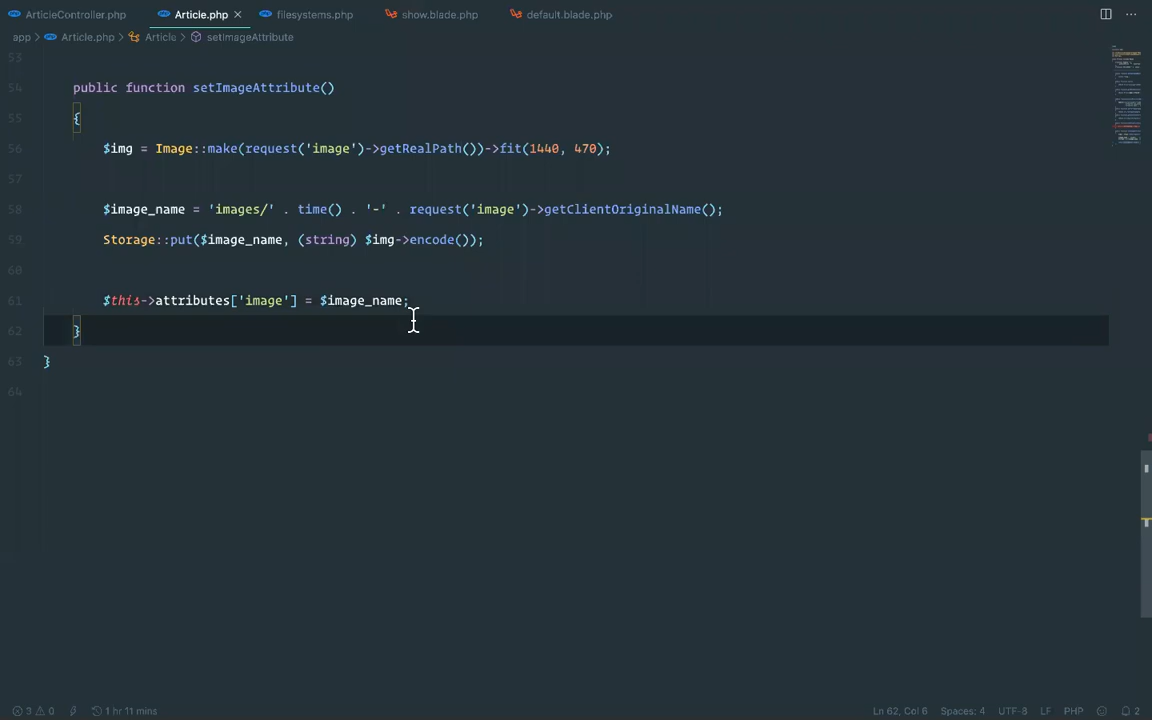 ArticleController.php Article.php filesystems.php show.blade.php default.blade.php
app > Article.php > Article > setImageAttribute
53
54 public function setImageAttribute()
55 {
56 $img = Image::make(request('image')->getRealPath())->fit(1440, 470);
57
58 $image_name = 'images/' . time() . '-' . request('image')->getClientOriginalName();
59 Storage::put($image_name, (string) $img->encode());
60
61 $this->attributes['image'] = $image_name;
62 }
63 }
64
3 0 1 hr 11 mins Ln 62, Col 6 Spaces: 4 UTF-8 LF PHP 2